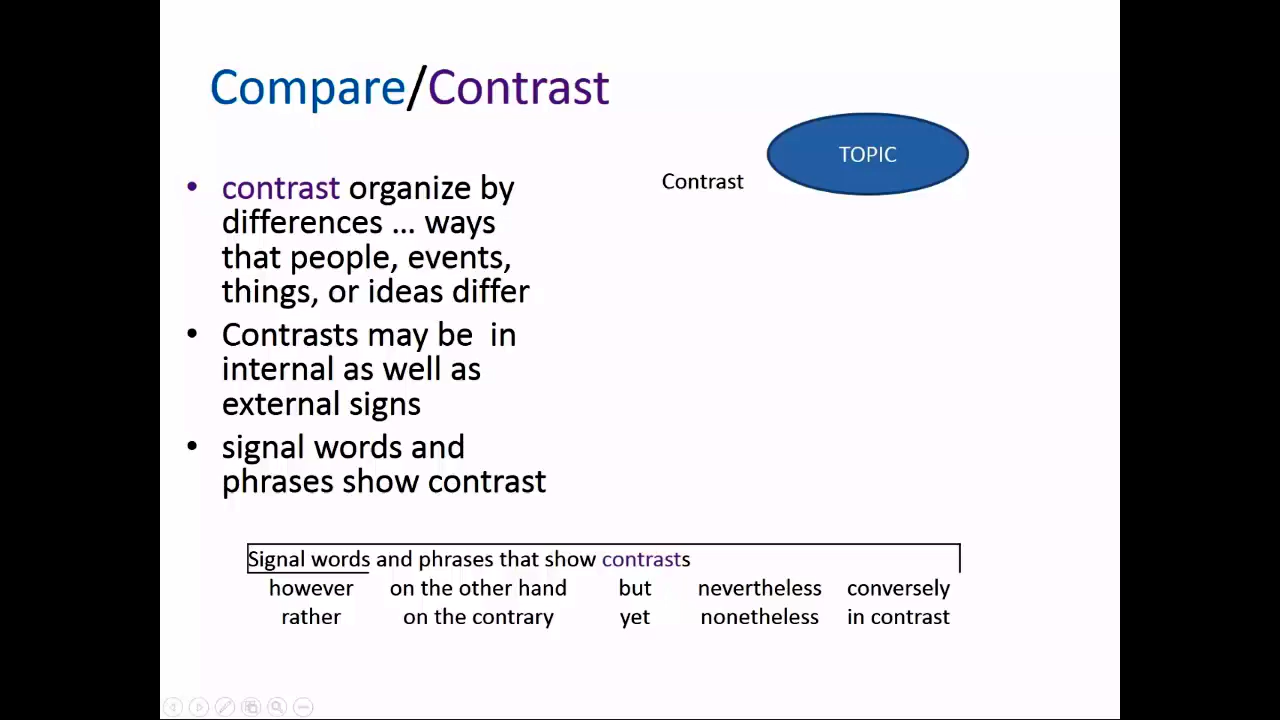 Compare/Contrast
TOPIC
Contrast
• contrast organize by
differences … ways
that people, events,
things, or ideas differ
• Contrasts may be in
internal as well as
external signs
• signal words and
phrases show contrast
Signal words and phrases that show contrasts
however on the other hand but nevertheless conversely
rather on the contrary yet nonetheless in contrast